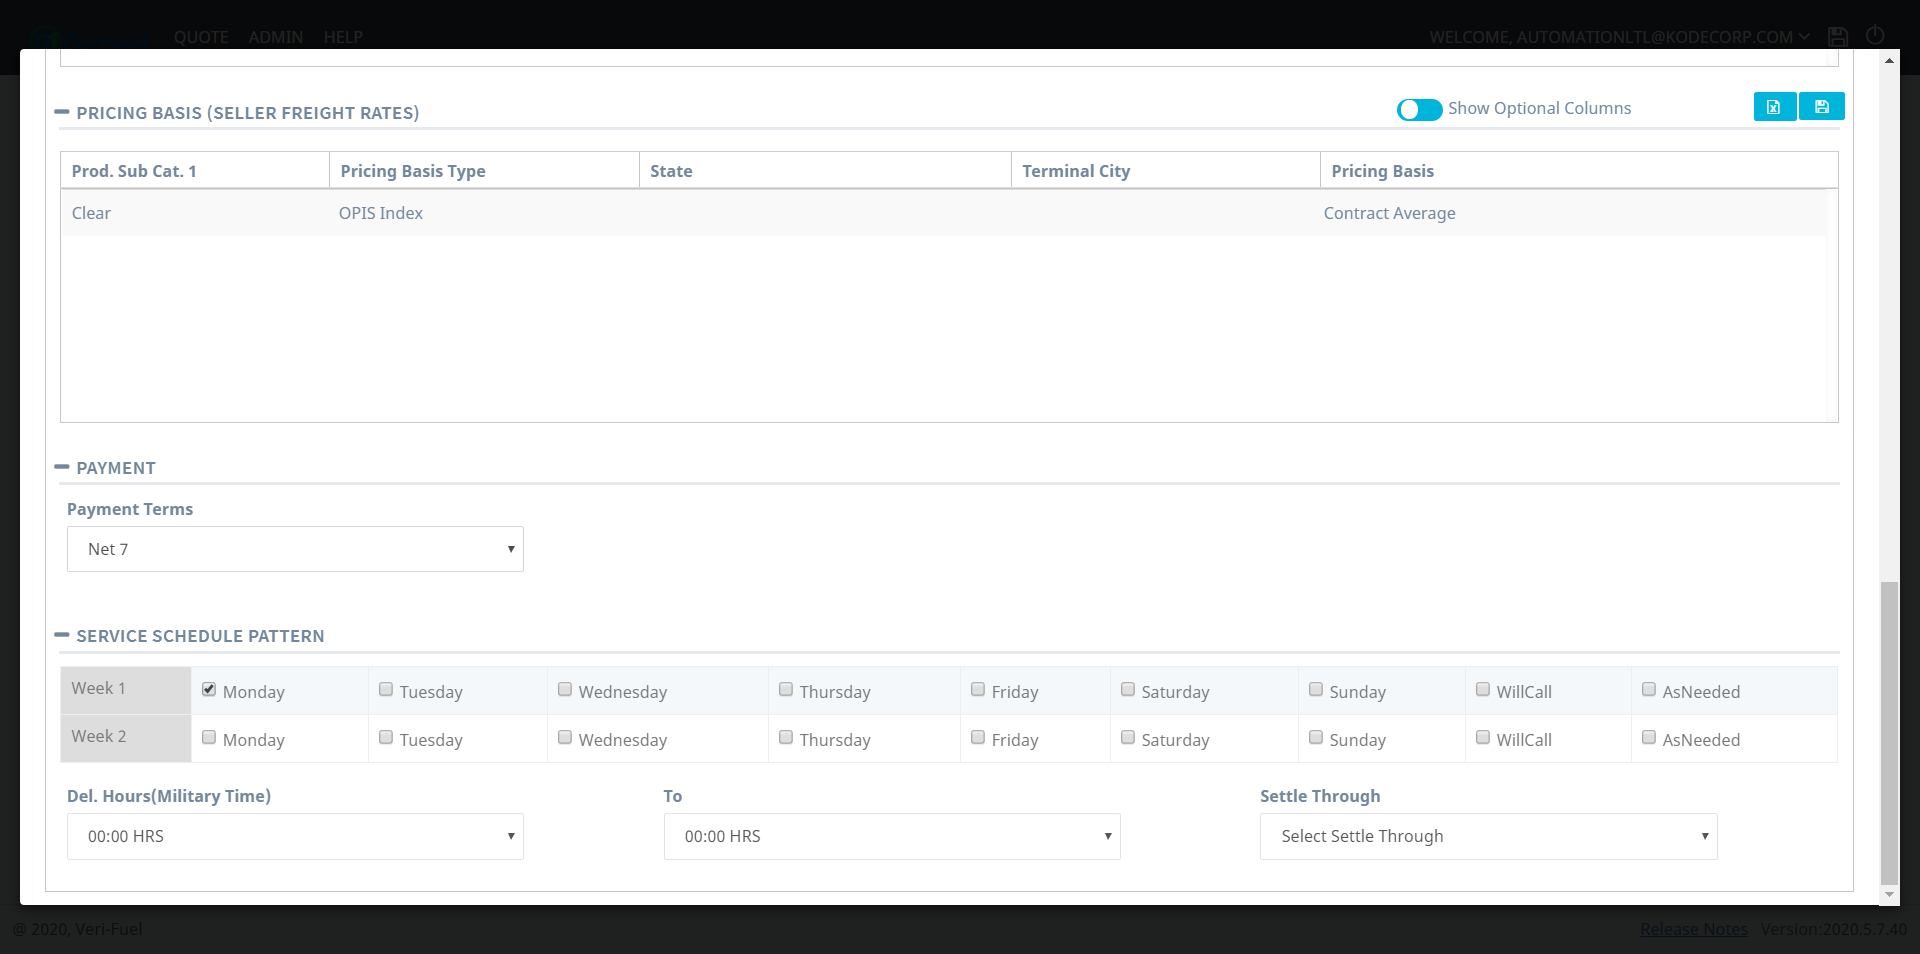 QUOTE ADMIN HELP WELCOME, AUTOMATIONLTL@KODECORP.COM
PRICING BASIS (SELLER FREIGHT RATES) Show Optional Columns
Prod. Sub Cat. 1 Pricing Basis Type State Terminal City Pricing Basis
Clear OPIS Index Contract Average
PAYMENT
Payment Terms
Net 7
SERVICE SCHEDULE PATTERN
Week 1 Monday Tuesday Wednesday Thursday Friday Saturday Sunday WillCall AsNeeded
Week 2 Monday Tuesday Wednesday Thursday Friday Saturday Sunday WillCall AsNeeded
Del. Hours(Military Time) To Settle Through
00:00 HRS 00:00 HRS Select Settle Through
@ 2020, Veri-Fuel Release Notes Version:2020.5.7.40